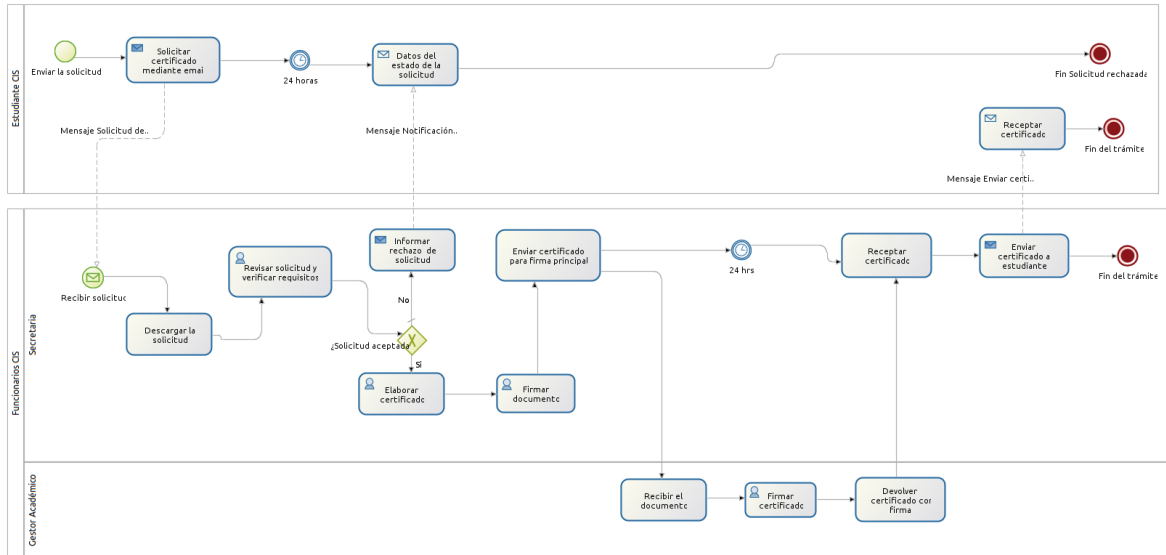 Estudiante CIS
Enviar la solicitud
Solicitar
certificado
mediante emai
24 horas
Datos del
estado de la
solicitud
Fin Solicitud rechazada
Mensaje Solicitud de..
Mensaje Notificación..
Receptar
certificado
Fin del trámite
Mensaje Enviar certi..
Funcionarios CIS
Secretaria
Recibir solicitud
Descargar la
solicitud
Revisar solicitud y
verificar requisitos
Informar
rechazo de
solicitud
No
¿Solicitud aceptada
Sí
Elaborar
certificado
Firmar
documento
Enviar certificado
para firma principal
24 hrs
Receptar
certificado
Enviar
certificado a
estudiante
Fin del trámite
Gestor Académico
Recibir el
documento
Firmar
certificado
Devolver
certificado con
firma